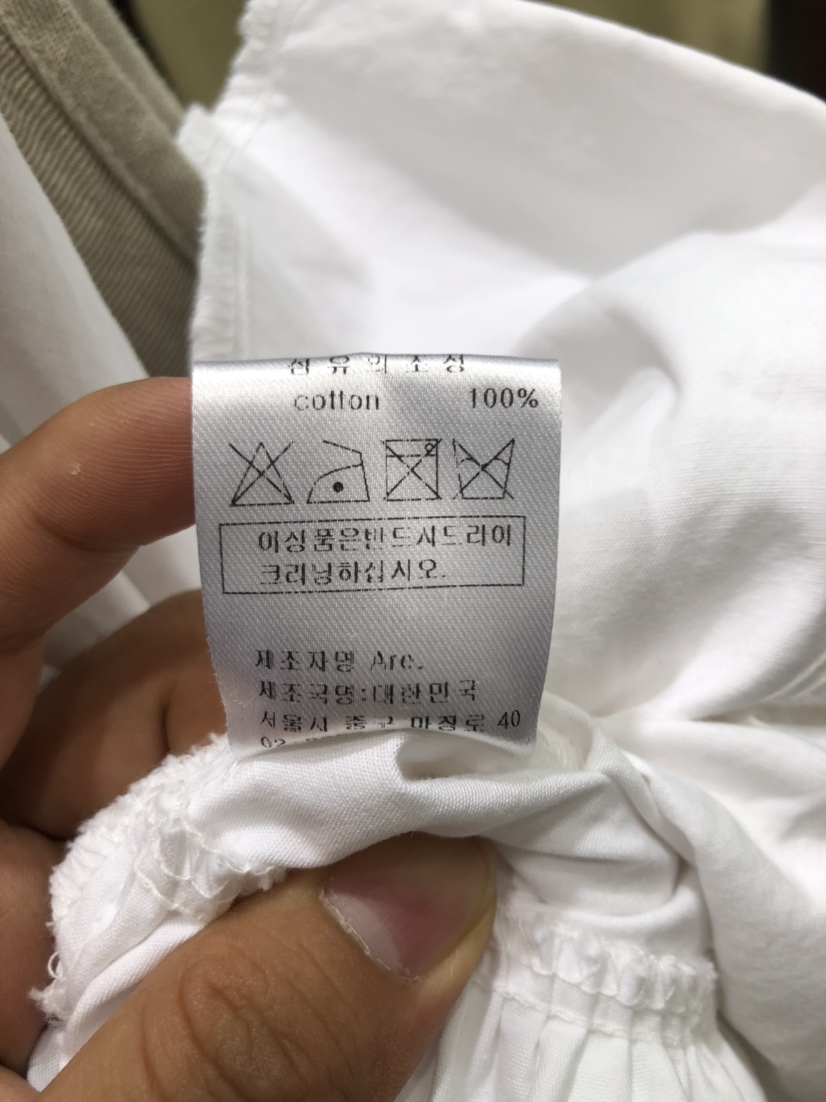 섬유의조성
cotton 100%
이싱품은반드시드라이
크리닝하십시오.
제조자명 Arc.
제조국명:대한민국
서울시 중구 마장로 40